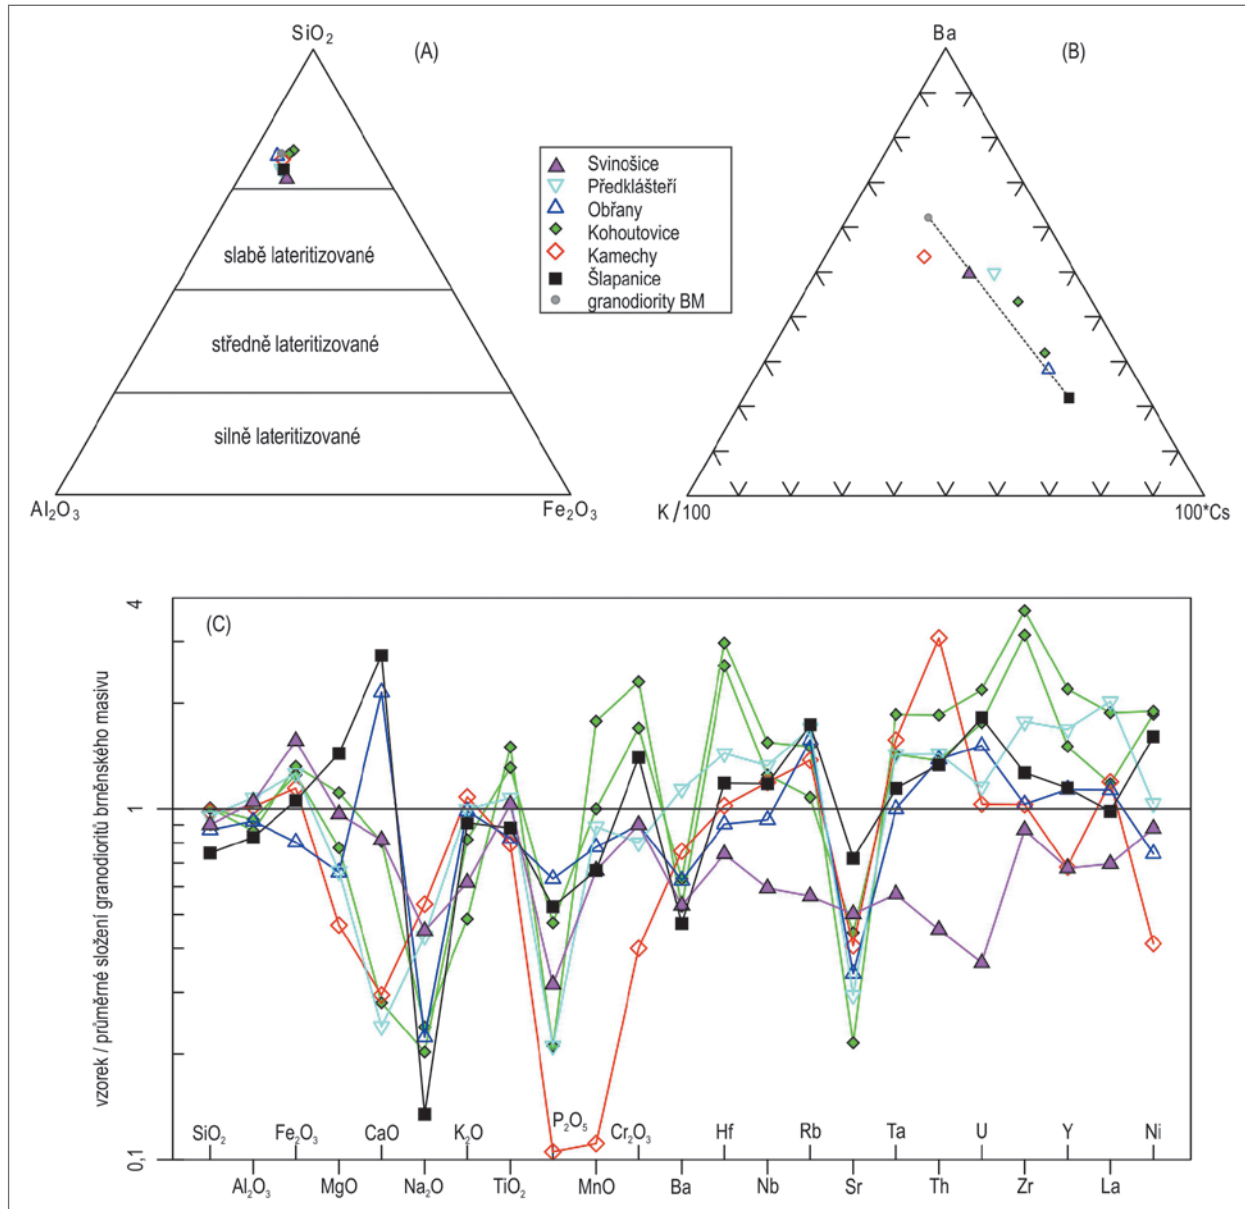 SiO₂
(A)
Ba
(B)
Svinošice
Předklášteří
Obřany
Kohoutovice
Kamechy
Šlapanice
granodiority BM
slabě lateritizované
středně lateritizované
silně lateritizované
Al₂O₃
Fe₂O₃
K/100
100*Cs
4
(C)
1
vzorek / průměrné složení granodioritů brněnského masivu
0,1
SiO₂ Fe₂O₃ CaO K₂O P₂O₅ Cr₂O₃ Hf Rb Ta U Y Ni
Al₂O₃ MgO Na₂O TiO₂ MnO Ba Nb Sr Th Zr La